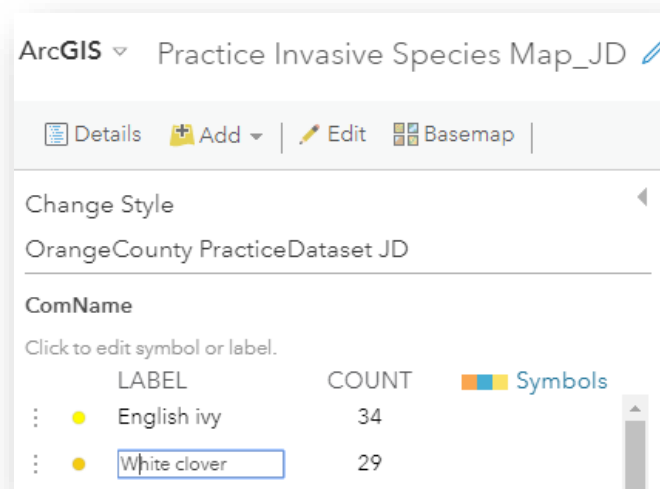 ArcGIS Practice Invasive Species Map_JD
Details Add Edit Basemap
Change Style
OrangeCounty PracticeDataset JD
ComName
Click to edit symbol or label.
LABEL COUNT Symbols
English ivy 34
White clover 29